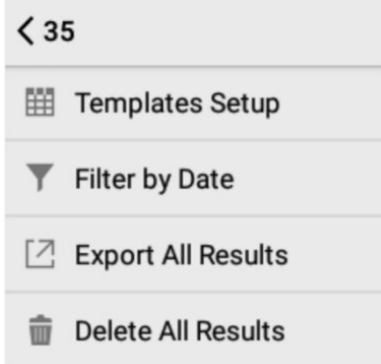 35
Templates Setup
Filter by Date
Export All Results
Delete All Results